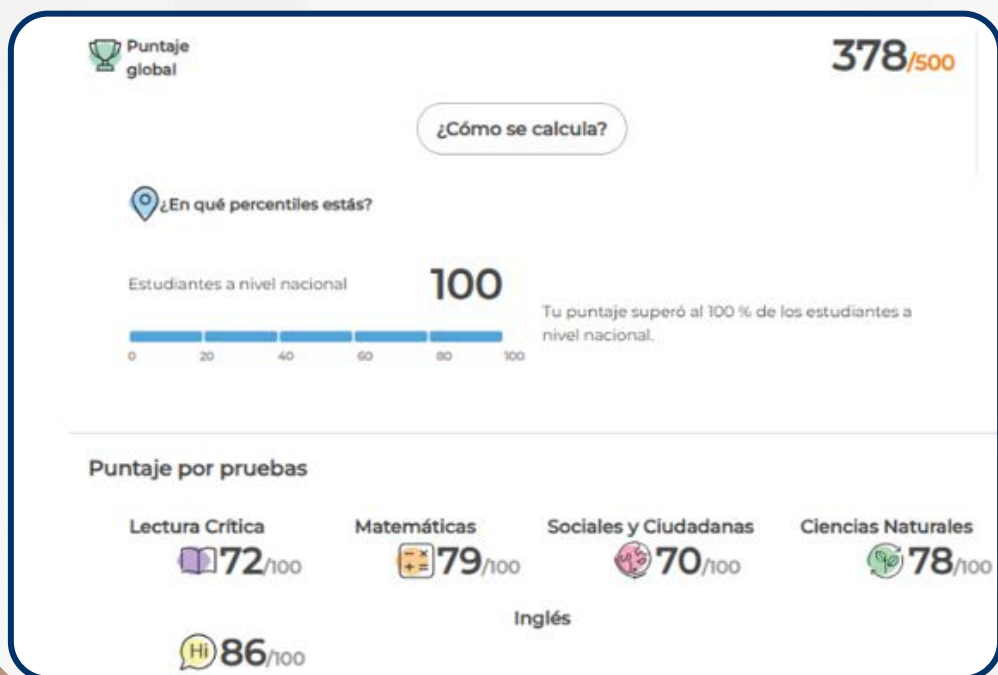 Puntaje
global
378/500
¿Cómo se calcula?
¿En qué percentiles estás?
Estudiantes a nivel nacional
100
Tu puntaje superó al 100 % de los estudiantes a
nivel nacional.
0 20 40 60 80 100
Puntaje por pruebas
Lectura Crítica
72/100
Matemáticas
79/100
Sociales y Ciudadanas
70/100
Ciencias Naturales
78/100
Inglés
Hi 86/100